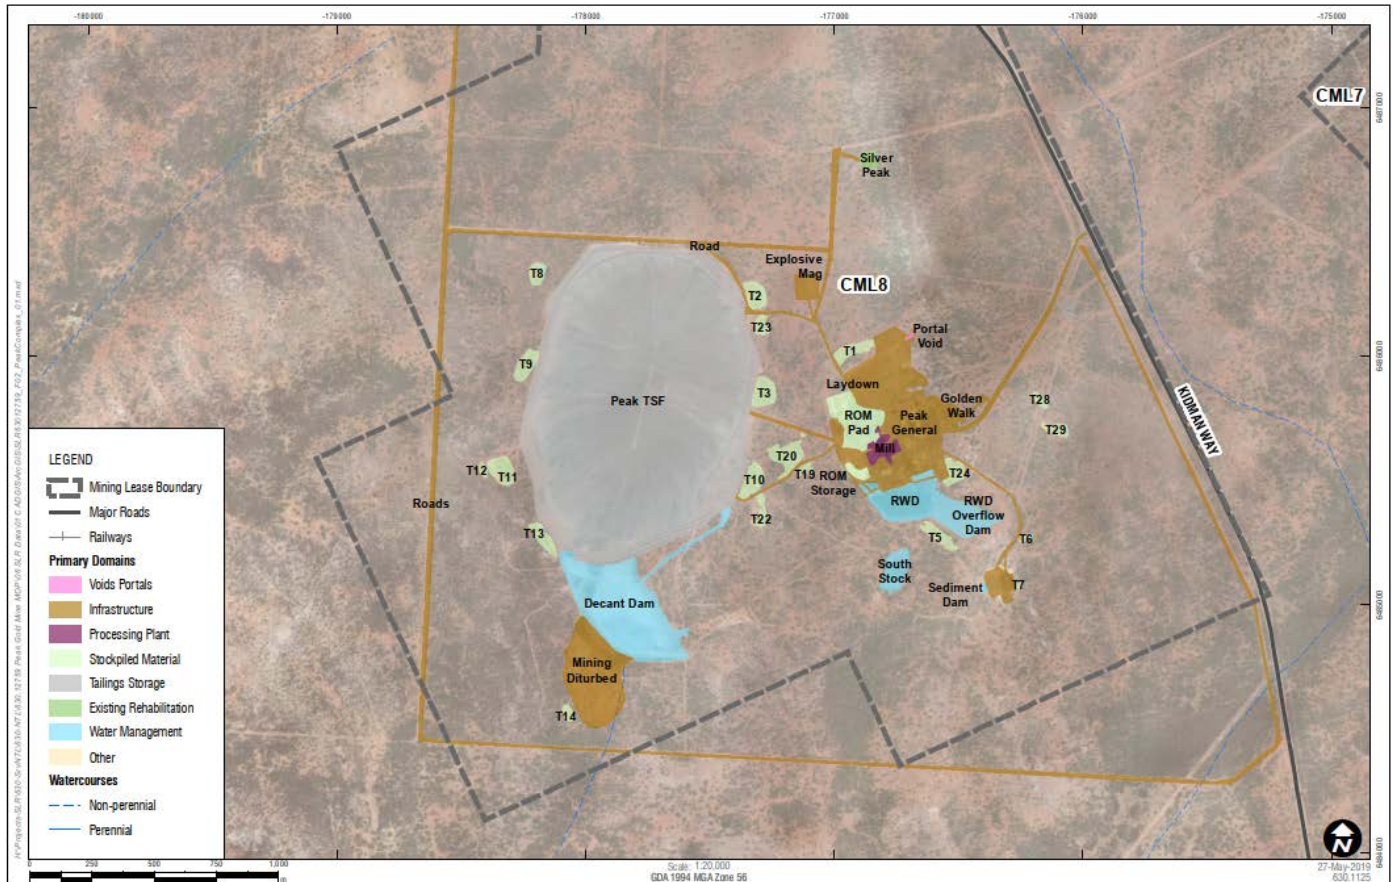 -180000
-179000
-178000
-177000
-176000
-175000
CML7
6487000
Silver
Peak
Road
Explosive
Mag
CML8
T8
T2
T23
Portal
Void
T1
6486000
T9
Laydown
T3
Peak TSF
ROM
Pad
Peak
General
Golden
Walk
T28
T29
KIDMAN WAY
Mill
T20
T12
T11
T10
T19
ROM
Storage
T24
Roads
RWD
RWD
Overflow
Dam
T22
T13
T5
T6
South
Stock
Sediment
Dam
T7
6485000
Decant Dam
Mining
Diturbed
T14
LEGEND
Mining Lease Boundary
Major Roads
Railways
Primary Domains
Voids Portals
Infrastructure
Processing Plant
Stockpiled Material
Tailings Storage
Existing Rehabilitation
Water Management
Other
Watercourses
Non-perennial
Perennial
N
6484000
0
250
500
750
1,000
m
Scale: 1:20,000
GDA 1994 MGA Zone 56
27-May-2019
630.1125